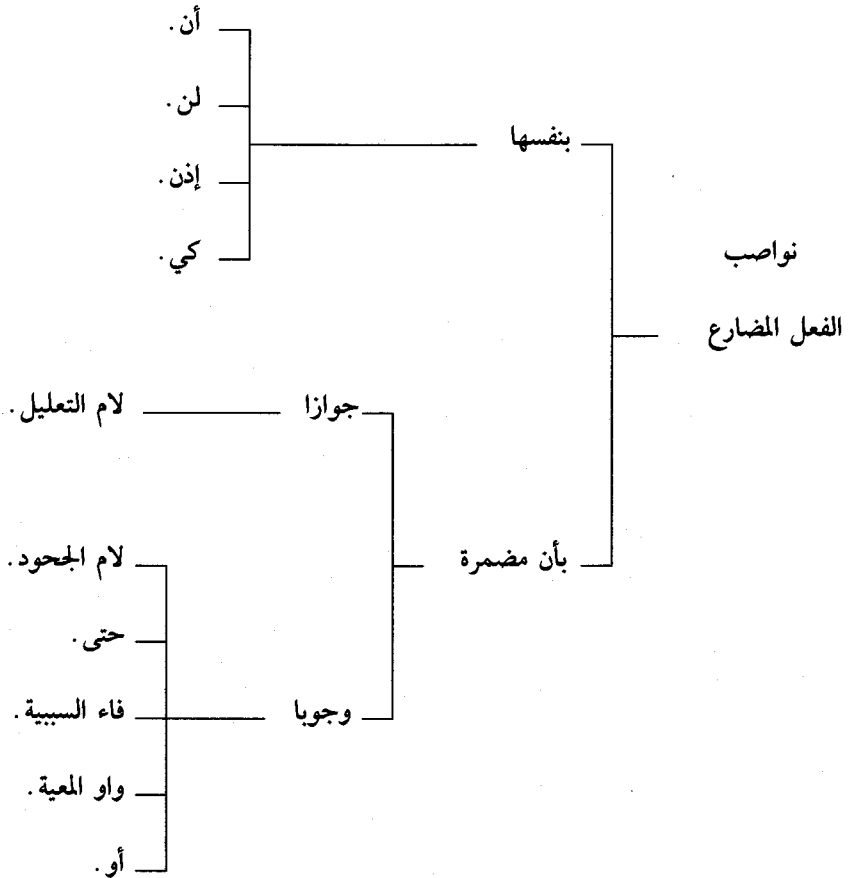 نواصب
الفعل المضارع
بنفسها
أن.
لن.
إذن.
كي.
بأن مضمرة
جوازا
لام التعليل.
وجوبا
لام الجحود.
حتى.
فاء السببية.
واو المعية.
أو.